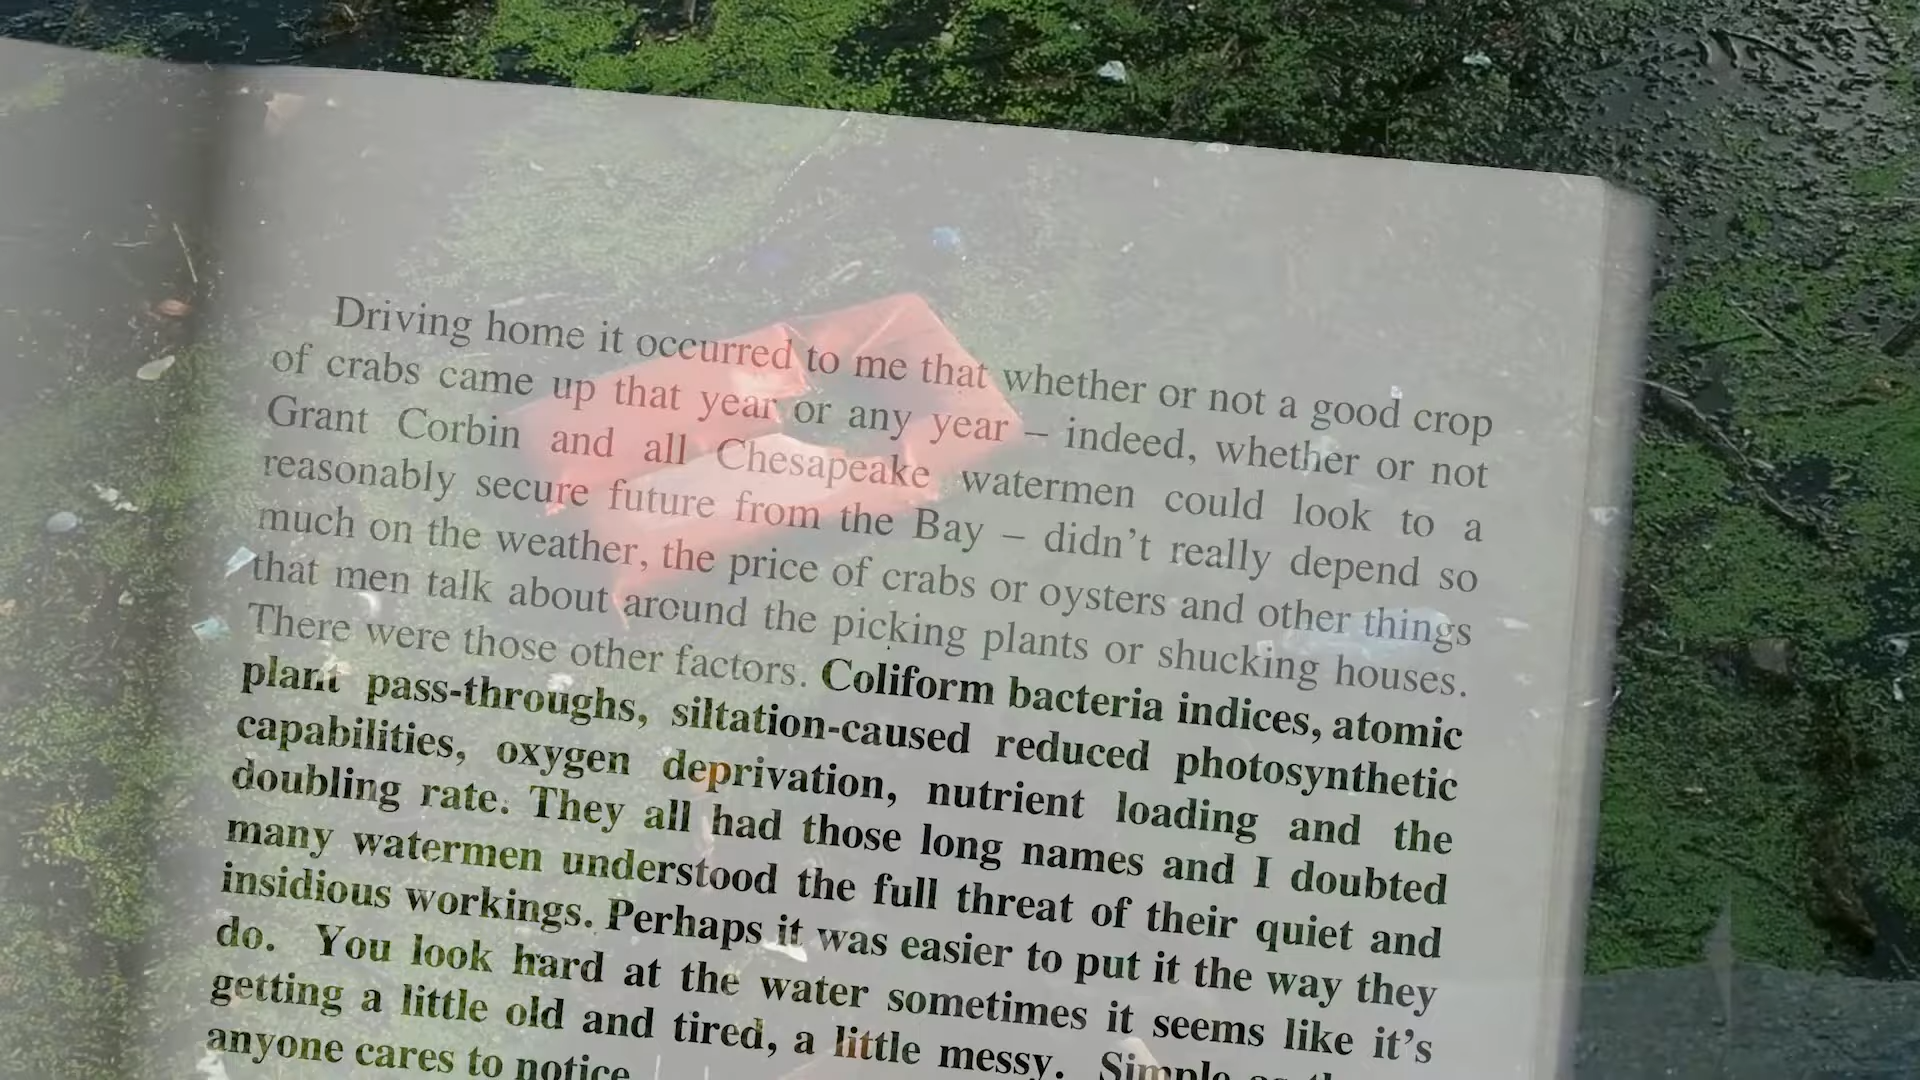 Driving home it occurred to me that whether or not a good crop
of crabs came up that year or any year – indeed, whether or not
Grant Corbin and all Chesapeake watermen could look to a
reasonably secure future from the Bay – didn't really depend so
much on the weather, the price of crabs or oysters and other things
that men talk about around the picking plants or shucking houses.
There were those other factors. Coliform bacteria indices, atomic
plant pass-throughs, siltation-caused reduced photosynthetic
capabilities, oxygen deprivation, nutrient loading and the
doubling rate. They all had those long names and I doubted
many watermen understood the full threat of their quiet and
insidious workings. Perhaps it was easier to put it the way they
do. You look hard at the water sometimes it seems like it's
getting a little old and tired, a little messy. Simple
anyone cares to notice